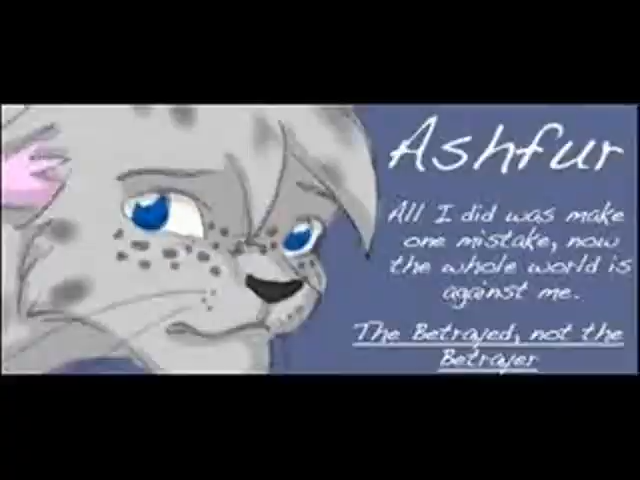 Ashfur
All I did was make
one mistake, now
the whole world is
against me.
The Betrayed, not the
Betrayer